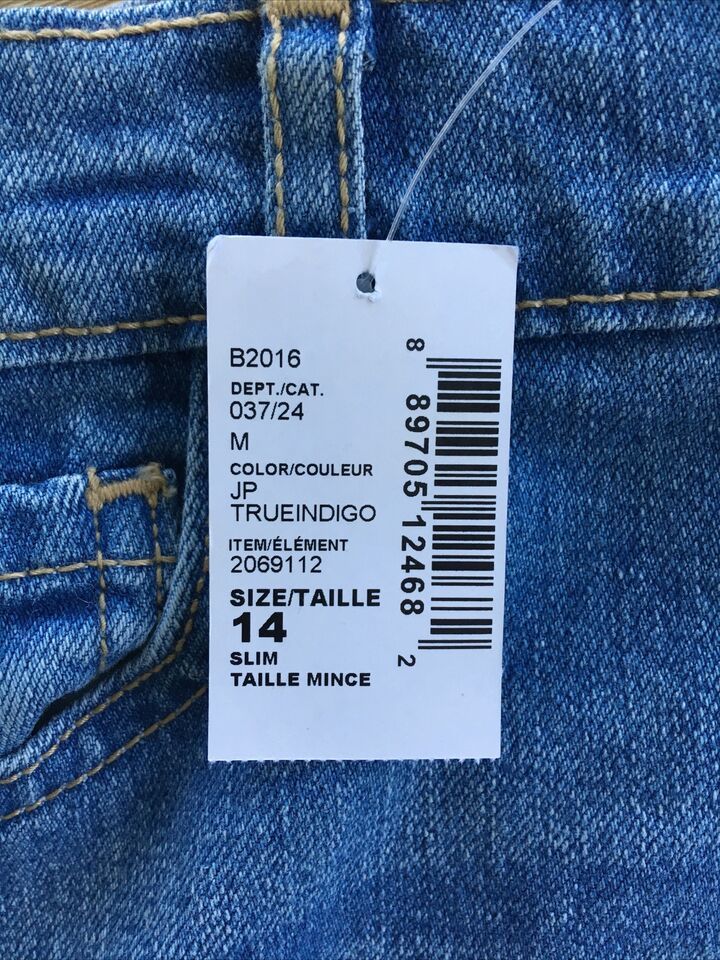 B2016
DEPT./CAT.
037/24
M
COLOR/COULEUR
JP
TRUEINDIGO
ITEM/ÉLÉMENT
2069112
SIZE/TAILLE
14
SLIM
TAILLE MINCE
8 89705 12468 2